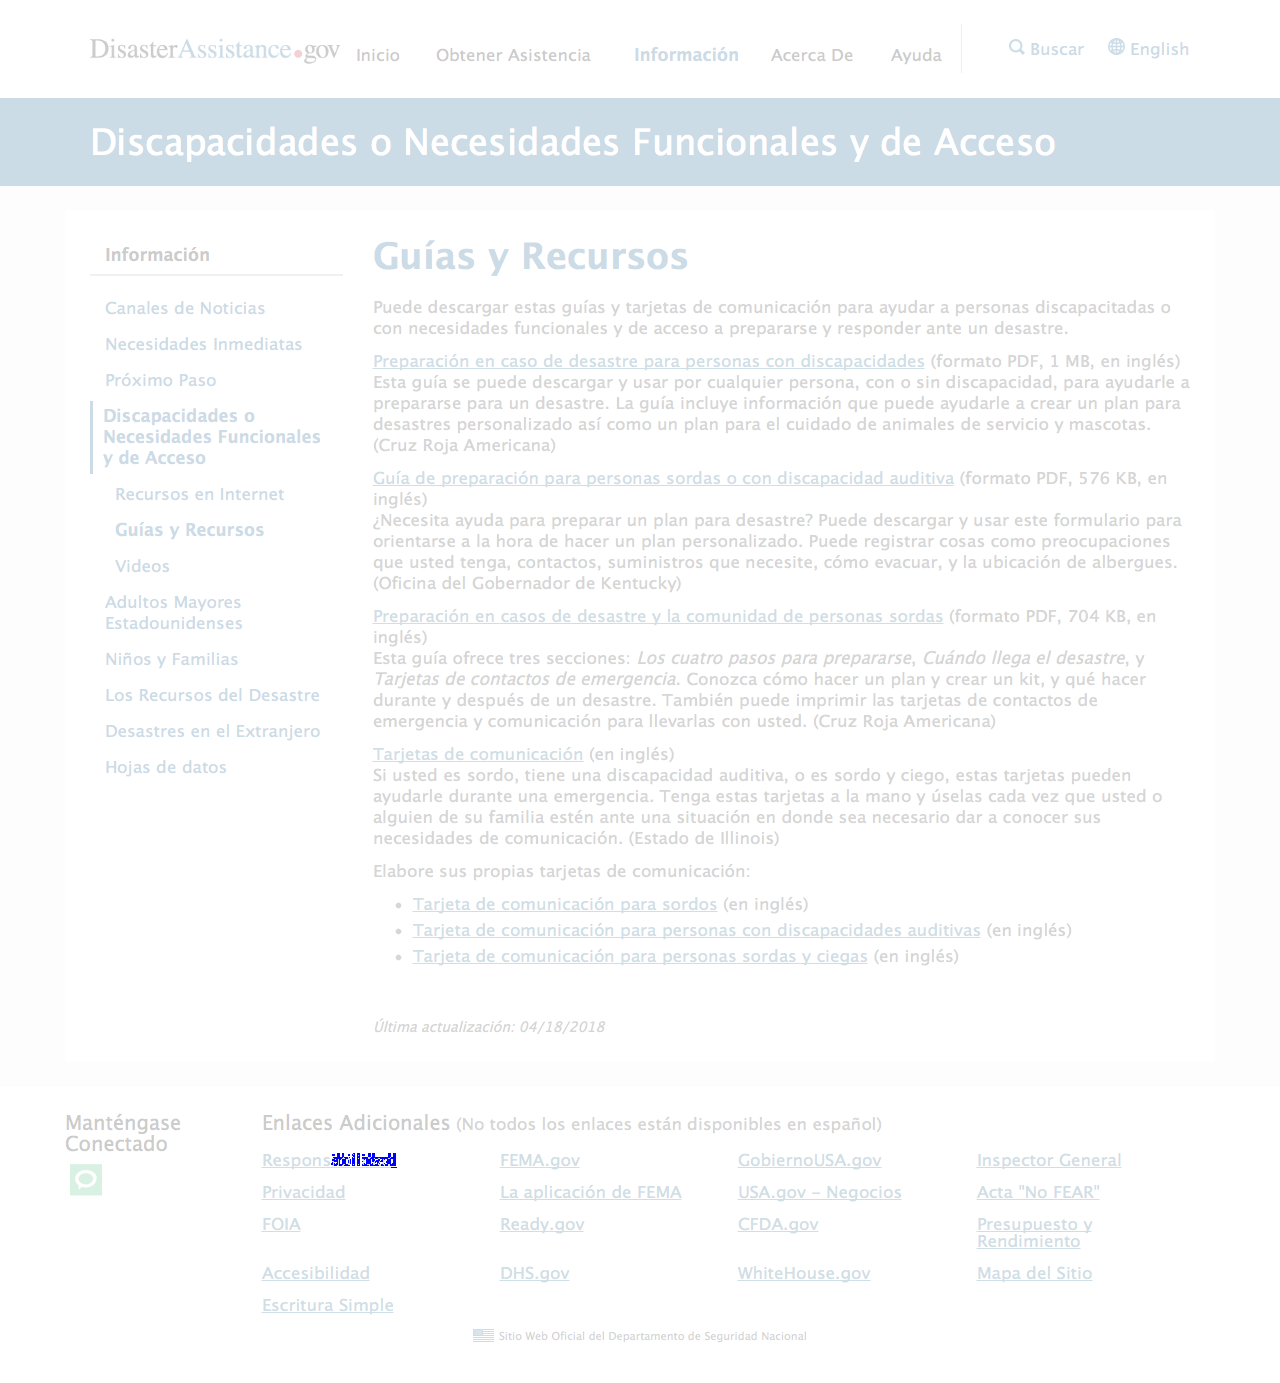 DisasterAssistance.gov
Inicio
Obtener Asistencia
Información
Acerca De
Ayuda
Buscar
English
Discapacidades o Necesidades Funcionales y de Acceso
Información
Canales de Noticias
Necesidades Inmediatas
Próximo Paso
Discapacidades o
Necesidades Funcionales
y de Acceso
Recursos en Internet
Guías y Recursos
Videos
Adultos Mayores
Estadounidenses
Niños y Familias
Los Recursos del Desastre
Desastres en el Extranjero
Hojas de datos
Guías y Recursos
Puede descargar estas guías y tarjetas de comunicación para ayudar a personas discapacitadas o
con necesidades funcionales y de acceso a prepararse y responder ante un desastre.
Preparación en caso de desastre para personas con discapacidades (formato PDF, 1 MB, en inglés)
Esta guía se puede descargar y usar por cualquier persona, con o sin discapacidad, para ayudarle a
prepararse para un desastre. La guía incluye información que puede ayudarle a crear un plan para
desastres personalizado así como un plan para el cuidado de animales de servicio y mascotas.
(Cruz Roja Americana)
Guía de preparación para personas sordas o con discapacidad auditiva (formato PDF, 576 KB, en
inglés)
¿Necesita ayuda para preparar un plan para desastre? Puede descargar y usar este formulario para
orientarse a la hora de hacer un plan personalizado. Puede registrar cosas como preocupaciones
que usted tenga, contactos, suministros que necesite, cómo evacuar, y la ubicación de albergues.
(Oficina del Gobernador de Kentucky)
Preparación en casos de desastre y la comunidad de personas sordas (formato PDF, 704 KB, en
inglés)
Esta guía ofrece tres secciones: Los cuatro pasos para prepararse, Cuándo llega el desastre, y
Tarjetas de contactos de emergencia. Conozca cómo hacer un plan y crear un kit, y qué hacer
durante y después de un desastre. También puede imprimir las tarjetas de contactos de
emergencia y comunicación para llevarlas con usted. (Cruz Roja Americana)
Tarjetas de comunicación (en inglés)
Si usted es sordo, tiene una discapacidad auditiva, o es sordo y ciego, estas tarjetas pueden
ayudarle durante una emergencia. Tenga estas tarjetas a la mano y úselas cada vez que usted o
alguien de su familia estén ante una situación en donde sea necesario dar a conocer sus
necesidades de comunicación. (Estado de Illinois)
Elabore sus propias tarjetas de comunicación:
• Tarjeta de comunicación para sordos (en inglés)
• Tarjeta de comunicación para personas con discapacidades auditivas (en inglés)
• Tarjeta de comunicación para personas sordas y ciegas (en inglés)
Última actualización: 04/18/2018
Manténgase
Conectado
Enlaces Adicionales (No todos los enlaces están disponibles en español)
FEMA.gov
GobiernoUSA.gov
Inspector General
Privacidad
La aplicación de FEMA
USA.gov – Negocios
Acta "No FEAR"
FOIA
Ready.gov
CFDA.gov
Presupuesto y
Rendimiento
Accesibilidad
DHS.gov
WhiteHouse.gov
Mapa del Sitio
Escritura Simple
Sitio Web Oficial del Departamento de Seguridad Nacional